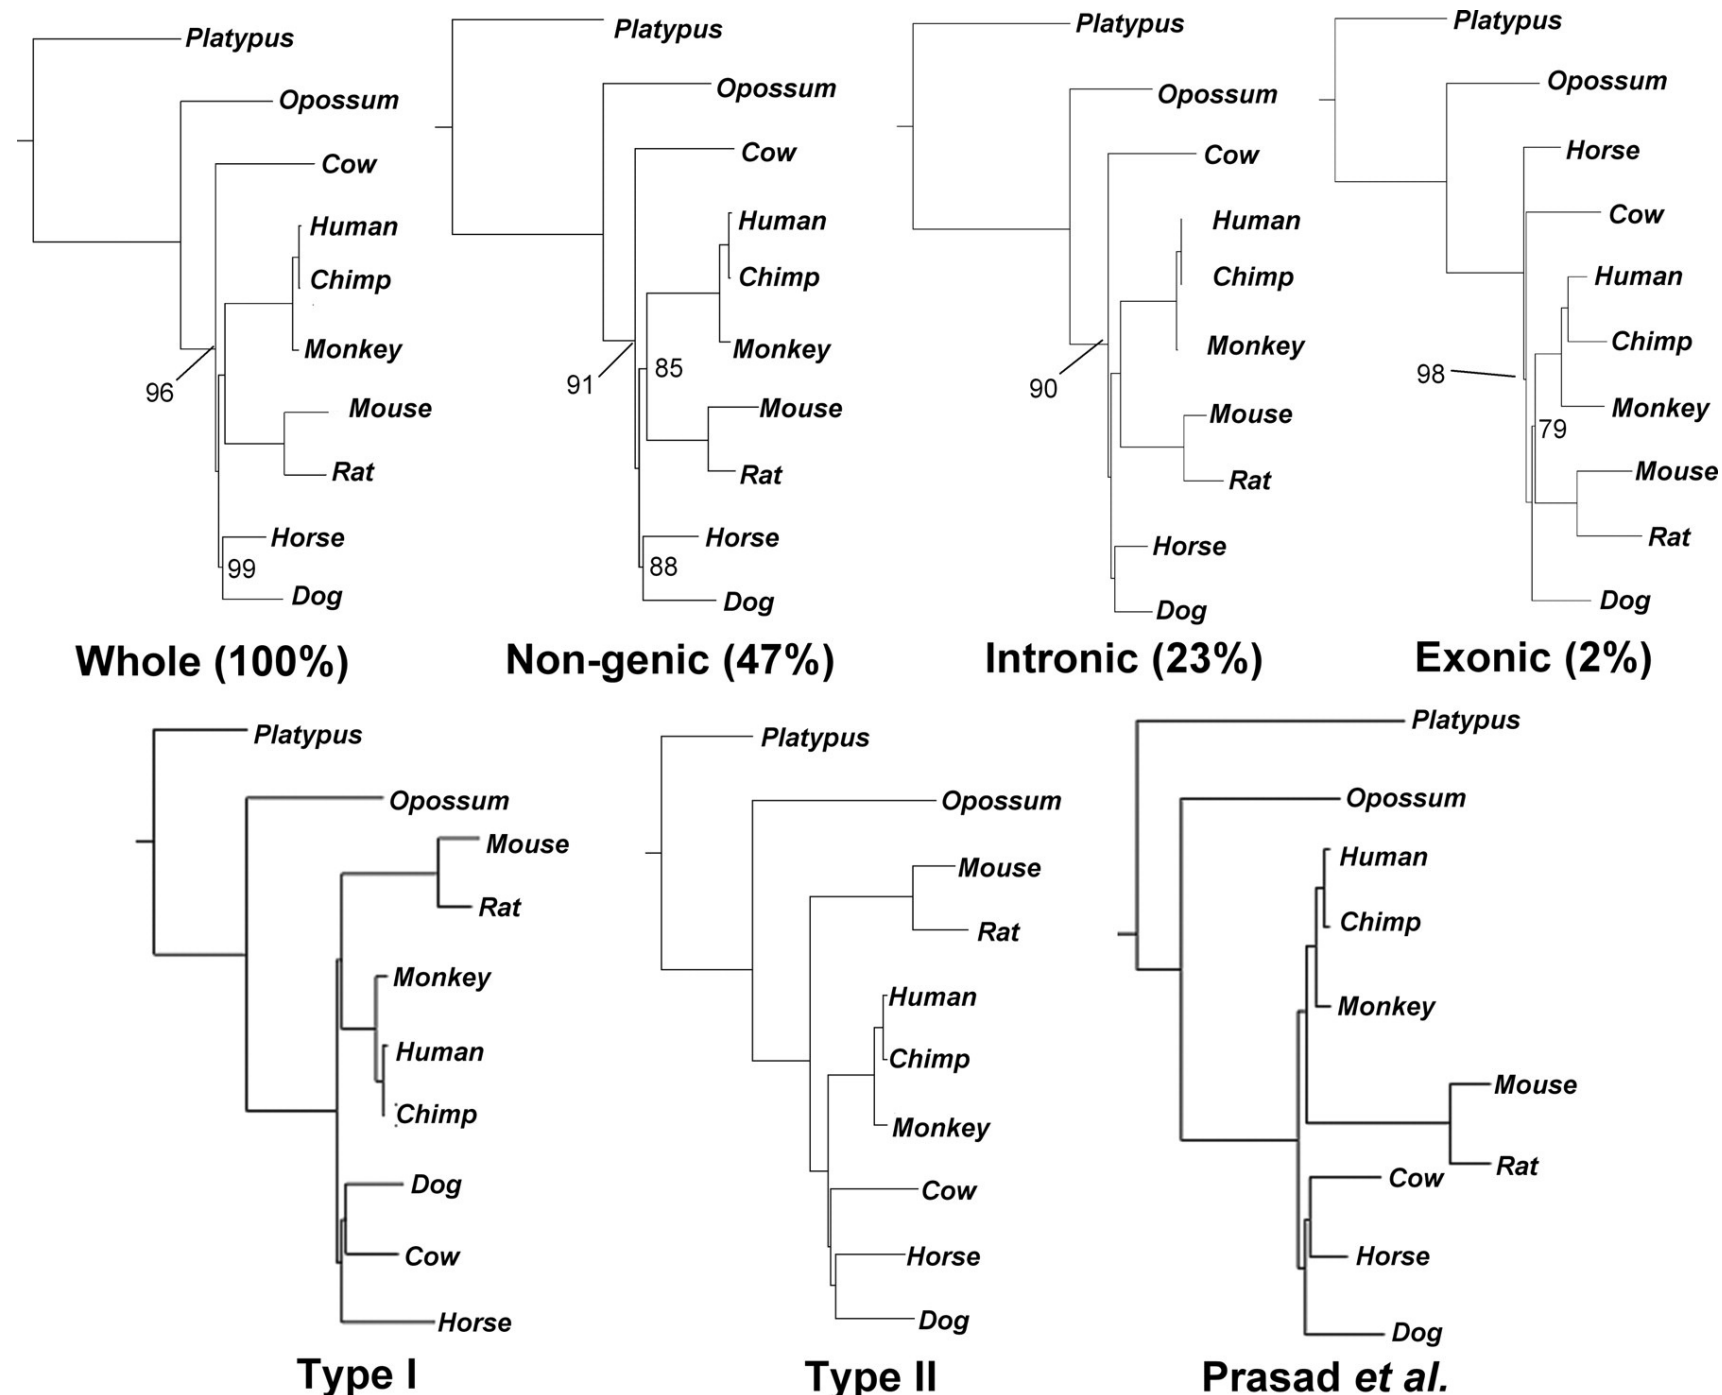 Platypus
Opossum
Cow
Human
Chimp
Monkey
96
Mouse
Rat
Horse
99
Dog
Whole (100%)
Platypus
Opossum
Cow
Human
Chimp
Monkey
85
91
Mouse
Rat
Horse
88
Dog
Non-genic (47%)
Platypus
Opossum
Cow
Human
Chimp
Monkey
90
Mouse
Rat
Horse
Dog
Intronic (23%)
Platypus
Opossum
Horse
Cow
Human
Chimp
98
Monkey
79
Mouse
Rat
Dog
Exonic (2%)
Platypus
Opossum
Mouse
Rat
Monkey
Human
Chimp
Dog
Cow
Horse
Type I
Platypus
Opossum
Mouse
Rat
Human
Chimp
Monkey
Cow
Horse
Dog
Type II
Platypus
Opossum
Human
Chimp
Monkey
Mouse
Rat
Cow
Horse
Dog
Prasad et al.